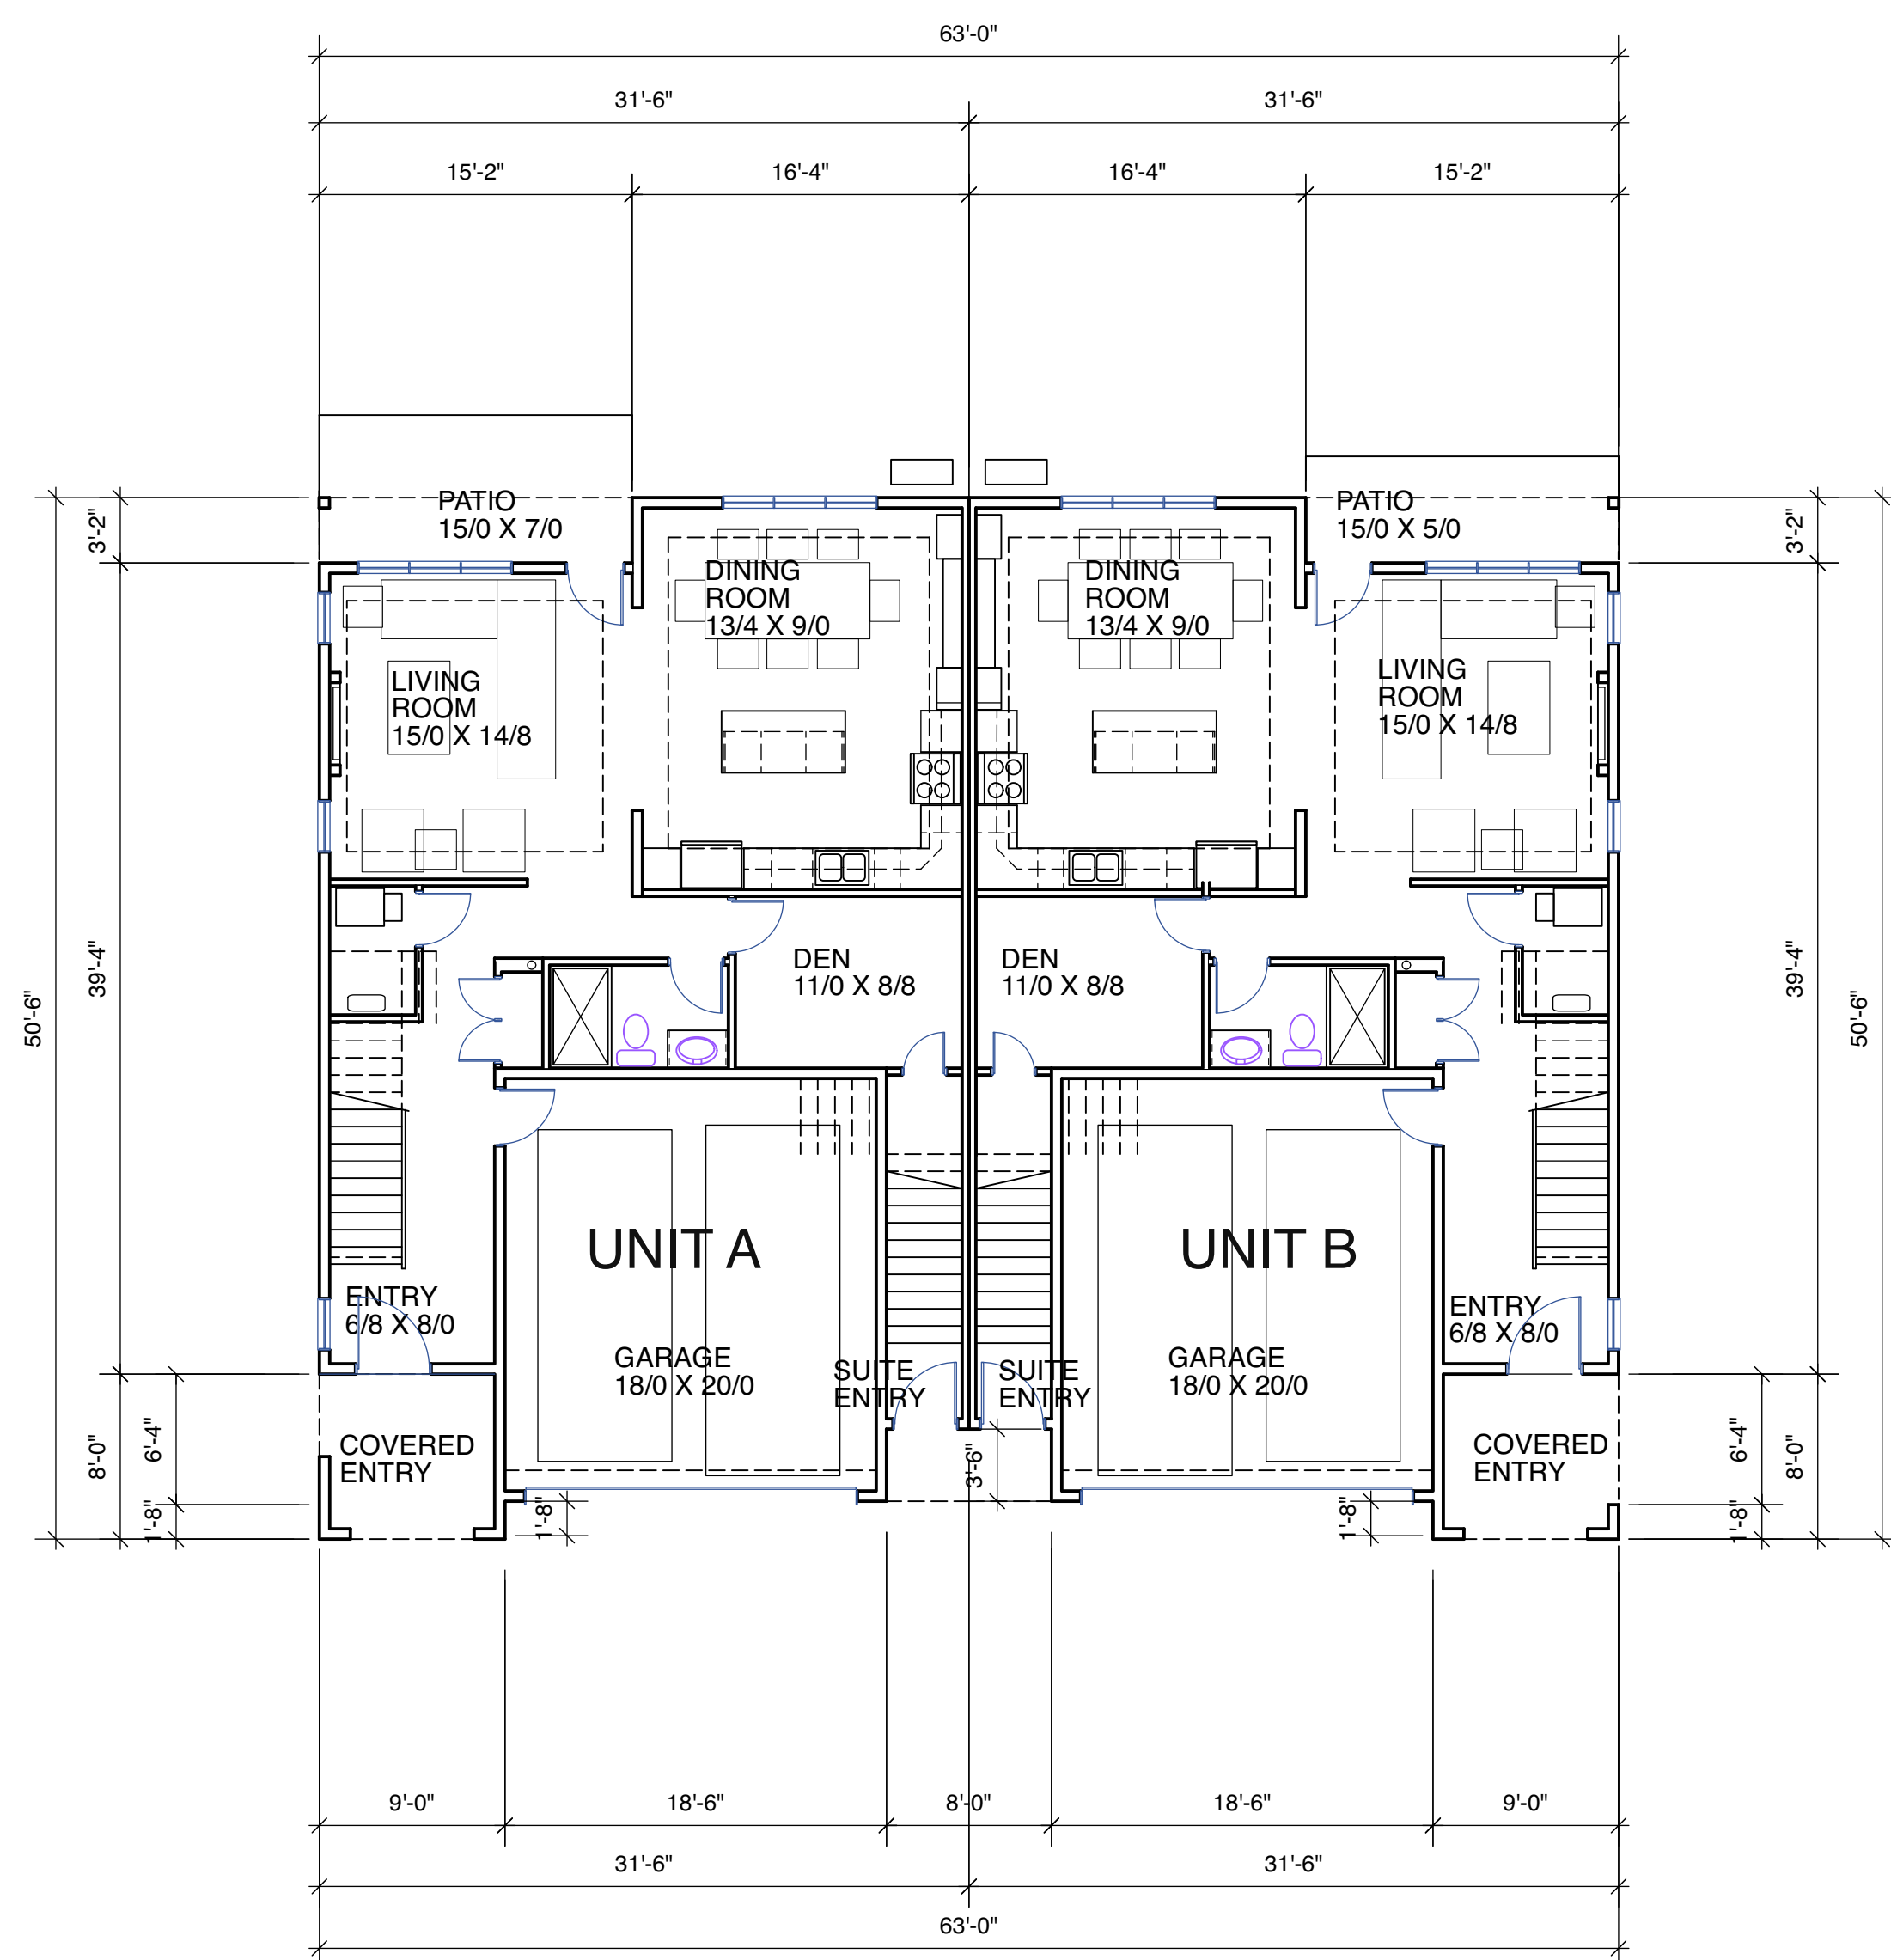 63'-0"
31'-6"
31'-6"
15'-2"
16'-4"
16'-4"
15'-2"
PATIO
15/0 X 7/0
PATIO
15/0 X 5/0
3'-2"
3'-2"
DINING
ROOM
13/4 X 9/0
DINING
ROOM
13/4 X 9/0
LIVING
ROOM
15/0 X 14/8
LIVING
ROOM
15/0 X 14/8
39'-4"
50'-6"
DEN
11/0 X 8/8
DEN
11/0 X 8/8
39'-4"
50'-6"
UNIT A
UNIT B
ENTRY
6/8 X 8/0
ENTRY
6/8 X 8/0
GARAGE
18/0 X 20/0
SUITE
ENTRY
SUITE
ENTRY
GARAGE
18/0 X 20/0
COVERED
ENTRY
COVERED
ENTRY
8'-0"
6'-4"
1'-8"
1'-8"
3'-6"
1'-8"
6'-4"
1'-8"
8'-0"
9'-0"
18'-6"
8'-0"
18'-6"
9'-0"
31'-6"
31'-6"
63'-0"